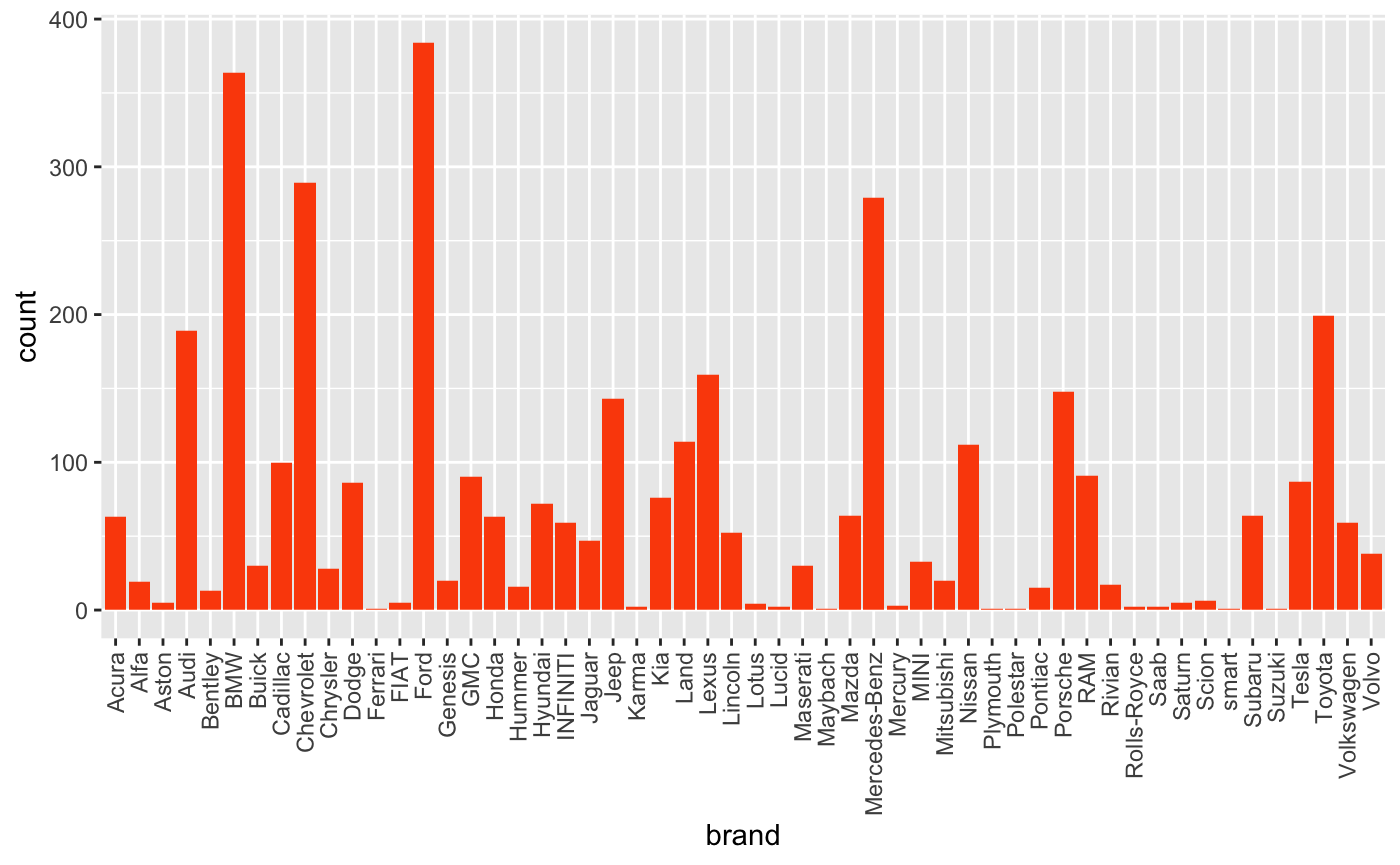 400
300
200
100
0
count
Acura
Alfa
Aston
Audi
Bentley
BMW
Buick
Cadillac
Chevrolet
Chrysler
Dodge
Ferrari
FIAT
Ford
Genesis
GMC
Honda
Hummer
Hyundai
INFINITI
Jaguar
Jeep
Karma
Kia
Land
Lexus
Lincoln
Lotus
Lucid
Maserati
Maybach
Mazda
Mercedes-Benz
Mercury
MINI
Mitsubishi
Nissan
Plymouth
Polestar
Pontiac
Porsche
RAM
Rivian
Rolls-Royce
Saab
Saturn
Scion
smart
Subaru
Suzuki
Tesla
Toyota
Volkswagen
Volvo
brand